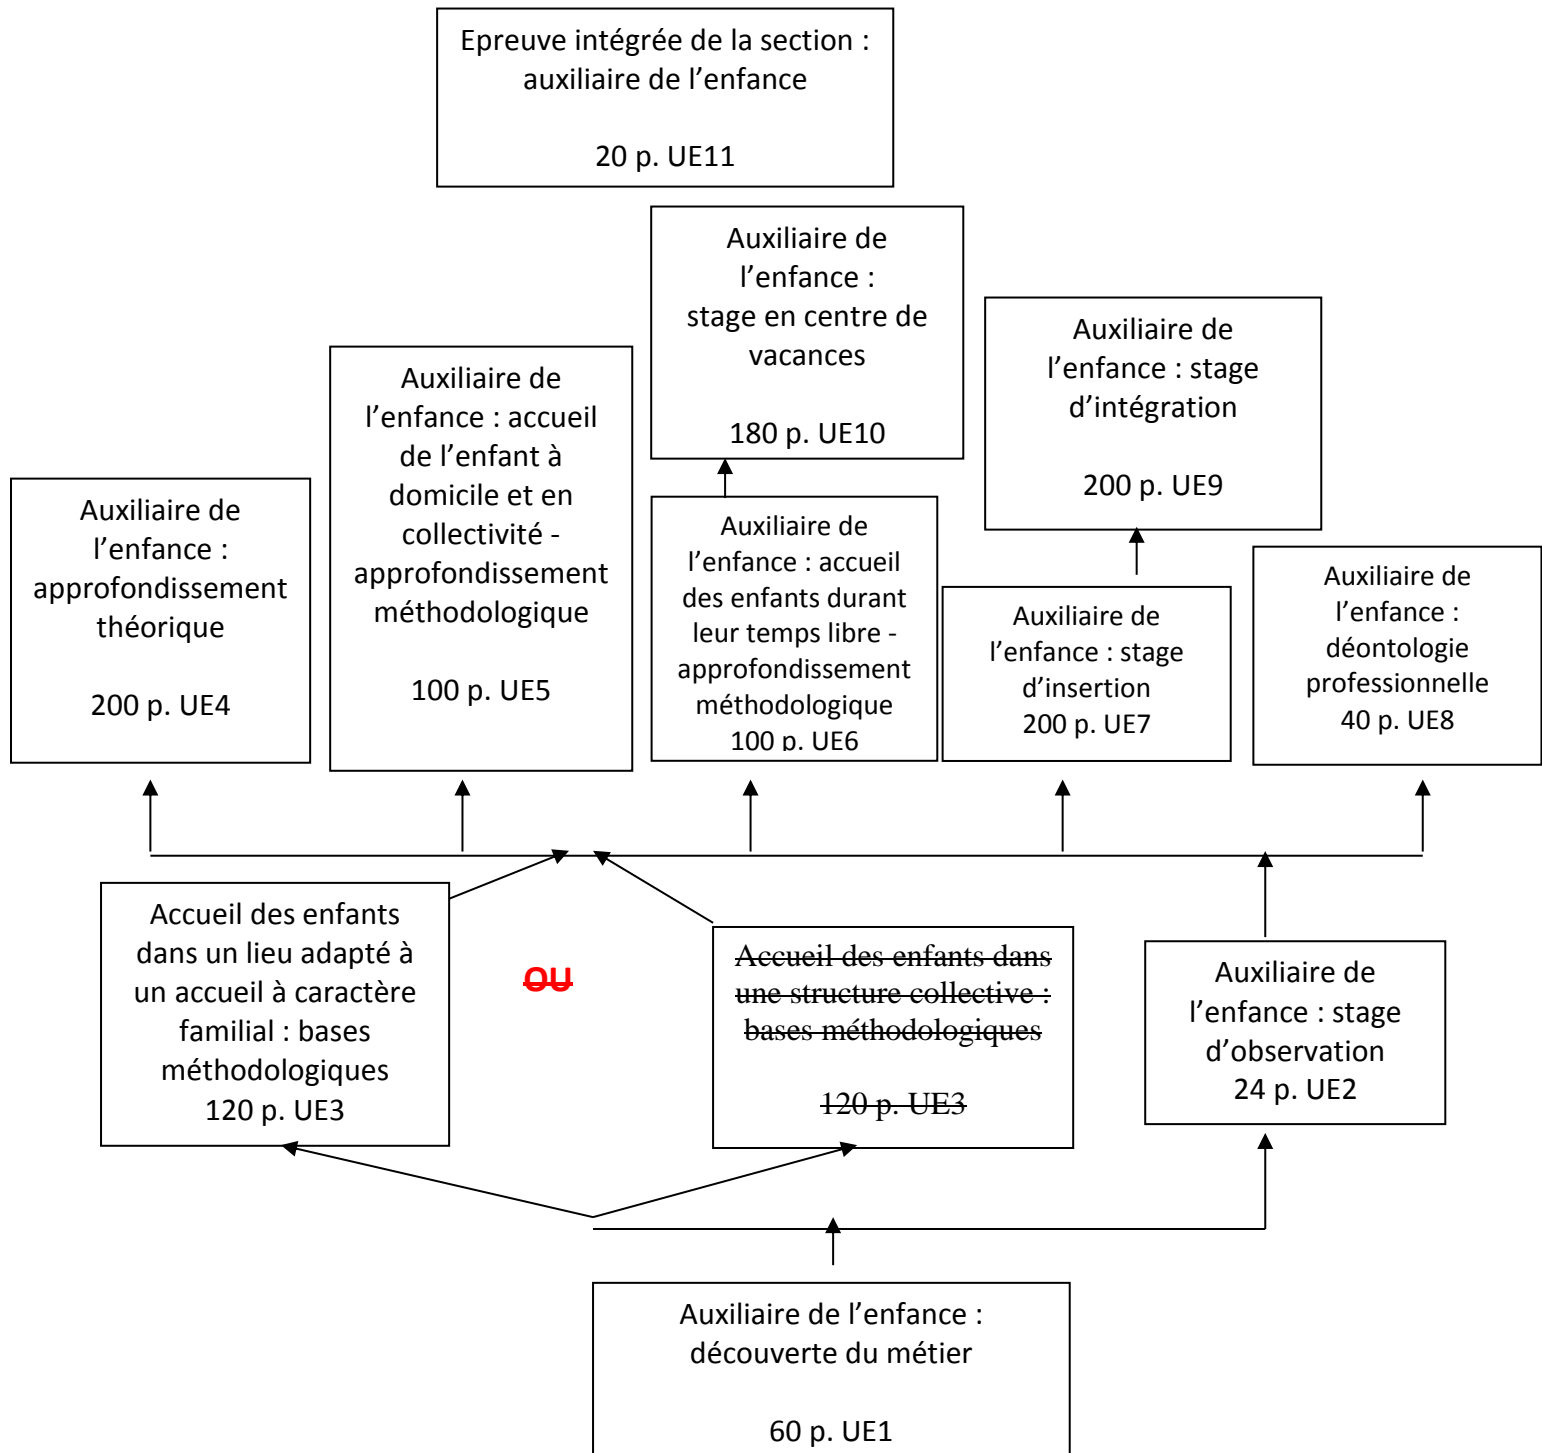 Epreuve intégrée de la section :
auxiliaire de l’enfance
20 p. UE11
Auxiliaire de
l’enfance :
stage en centre de
vacances
180 p. UE10
Auxiliaire de
l’enfance : stage
d’intégration
200 p. UE9
Auxiliaire de
l’enfance : accueil
de l’enfant à
domicile et en
collectivité -
approfondissement
méthodologique
100 p. UE5
Auxiliaire de
l’enfance :
approfondissement
théorique
200 p. UE4
Auxiliaire de
l’enfance : accueil
des enfants durant
leur temps libre -
approfondissement
méthodologique
100 p. UE6
Auxiliaire de
l’enfance : stage
d’insertion
200 p. UE7
Auxiliaire de
l’enfance :
déontologie
professionnelle
40 p. UE8
Accueil des enfants
dans un lieu adapté à
un accueil à caractère
familial : bases
méthodologiques
120 p. UE3
OU
Accueil des enfants dans
une structure collective :
bases méthodologiques
120 p. UE3
Auxiliaire de
l’enfance : stage
d’observation
24 p. UE2
Auxiliaire de l’enfance :
découverte du métier
60 p. UE1